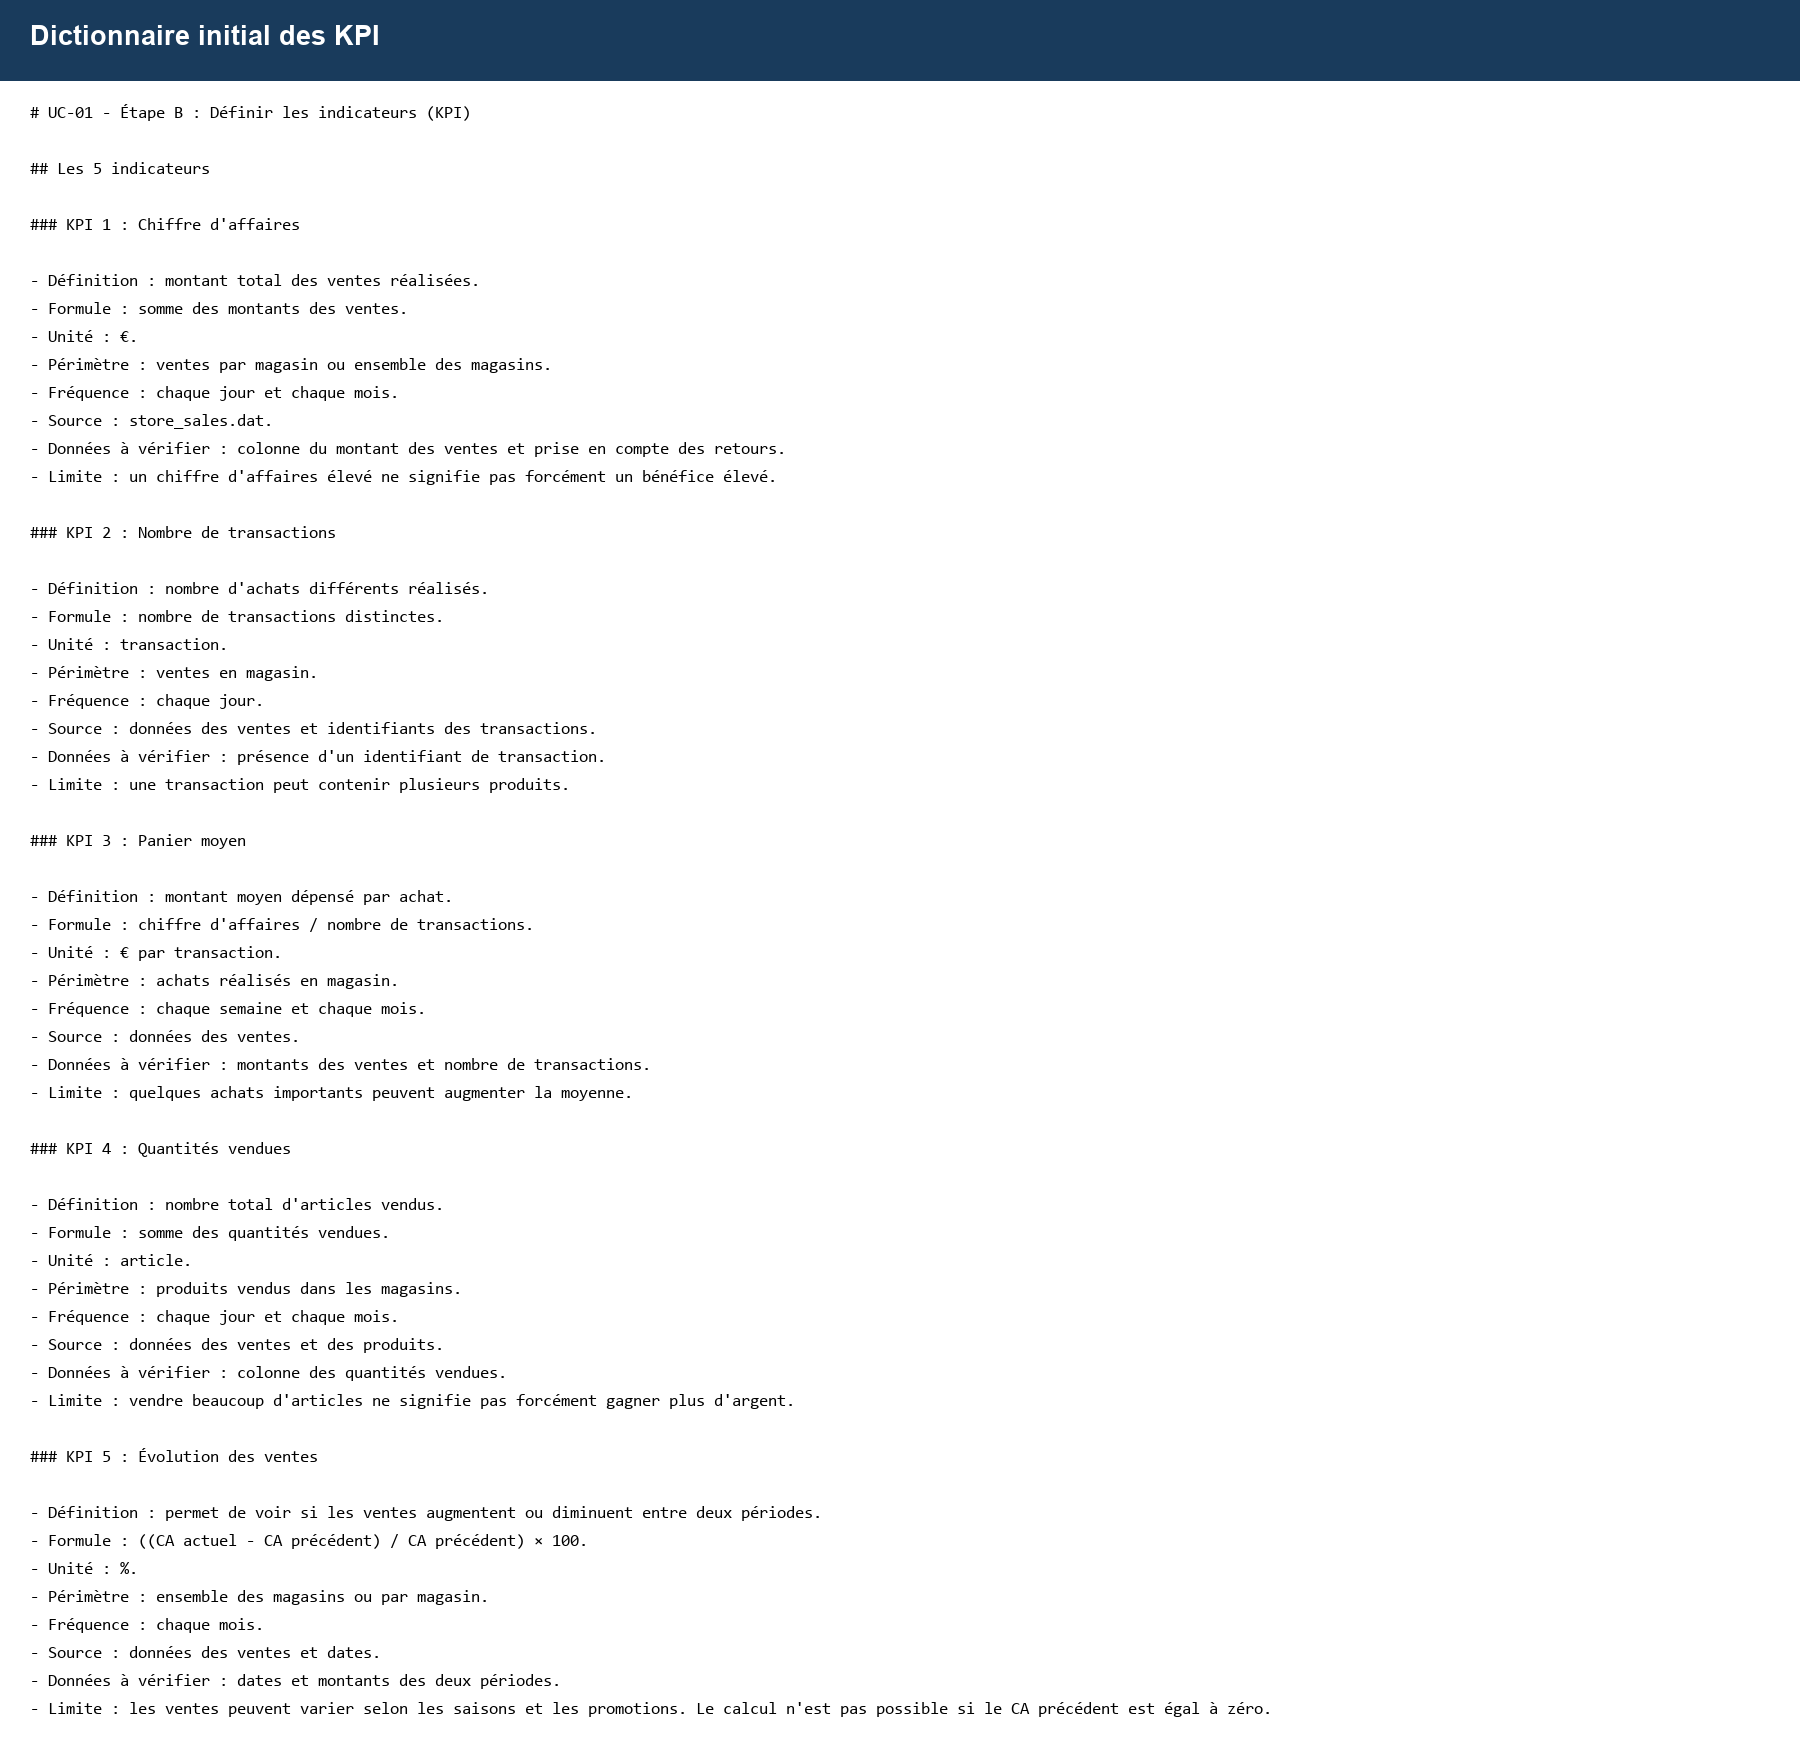 Dictionnaire initial des KPI
# UC-01 - Étape B : Définir les indicateurs (KPI)
## Les 5 indicateurs
### KPI 1 : Chiffre d'affaires
- Définition : montant total des ventes réalisées.
- Formule : somme des montants des ventes.
- Unité : €.
- Périmètre : ventes par magasin ou ensemble des magasins.
- Fréquence : chaque jour et chaque mois.
- Source : store_sales.dat.
- Données à vérifier : colonne du montant des ventes et prise en compte des retours.
- Limite : un chiffre d'affaires élevé ne signifie pas forcément un bénéfice élevé.
### KPI 2 : Nombre de transactions
- Définition : nombre d'achats différents réalisés.
- Formule : nombre de transactions distinctes.
- Unité : transaction.
- Périmètre : ventes en magasin.
- Fréquence : chaque jour.
- Source : données des ventes et identifiants des transactions.
- Données à vérifier : présence d'un identifiant de transaction.
- Limite : une transaction peut contenir plusieurs produits.
### KPI 3 : Panier moyen
- Définition : montant moyen dépensé par achat.
- Formule : chiffre d'affaires / nombre de transactions.
- Unité : € par transaction.
- Périmètre : achats réalisés en magasin.
- Fréquence : chaque semaine et chaque mois.
- Source : données des ventes.
- Données à vérifier : montants des ventes et nombre de transactions.
- Limite : quelques achats importants peuvent augmenter la moyenne.
### KPI 4 : Quantités vendues
- Définition : nombre total d'articles vendus.
- Formule : somme des quantités vendues.
- Unité : article.
- Périmètre : produits vendus dans les magasins.
- Fréquence : chaque jour et chaque mois.
- Source : données des ventes et des produits.
- Données à vérifier : colonne des quantités vendues.
- Limite : vendre beaucoup d'articles ne signifie pas forcément gagner plus d'argent.
### KPI 5 : Évolution des ventes
- Définition : permet de voir si les ventes augmentent ou diminuent entre deux périodes.
- Formule : ((CA actuel - CA précédent) / CA précédent) × 100.
- Unité : %.
- Périmètre : ensemble des magasins ou par magasin.
- Fréquence : chaque mois.
- Source : données des ventes et dates.
- Données à vérifier : dates et montants des deux périodes.
- Limite : les ventes peuvent varier selon les saisons et les promotions. Le calcul n'est pas possible si le CA précédent est égal à zéro.